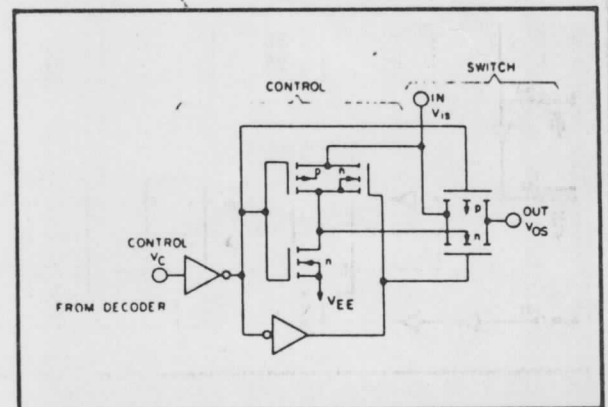 SWITCH
CONTROL
IN
Vis
p
n
p
OUT
Vos
n
CONTROL
VC
n
VEE
FROM DECODER